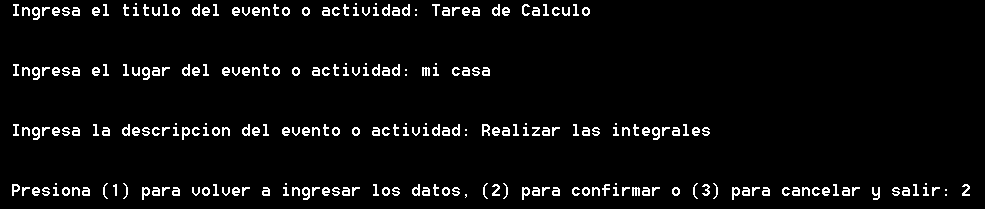 Ingresa el titulo del evento o actividad: Tarea de Calculo
Ingresa el lugar del evento o actividad: mi casa
Ingresa la descripcion del evento o actividad: Realizar las integrales
Presiona (1) para volver a ingresar los datos, (2) para confirmar o (3) para cancelar y salir: 2